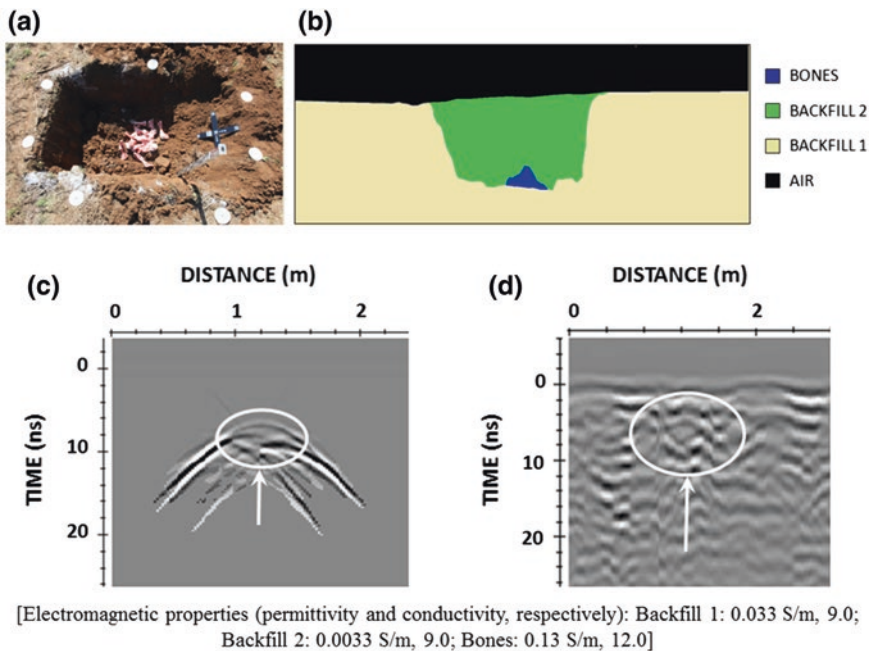 (a)
(b)
BONES
BACKFILL 2
BACKFILL 1
AIR
(c)
DISTANCE (m)
0 1 2
TIME (ns)
0
10
20
(d)
DISTANCE (m)
0 2
TIME (ns)
0
10
20
[Electromagnetic properties (permittivity and conductivity, respectively): Backfill 1: 0.033 S/m, 9.0;
Backfill 2: 0.0033 S/m, 9.0; Bones: 0.13 S/m, 12.0]